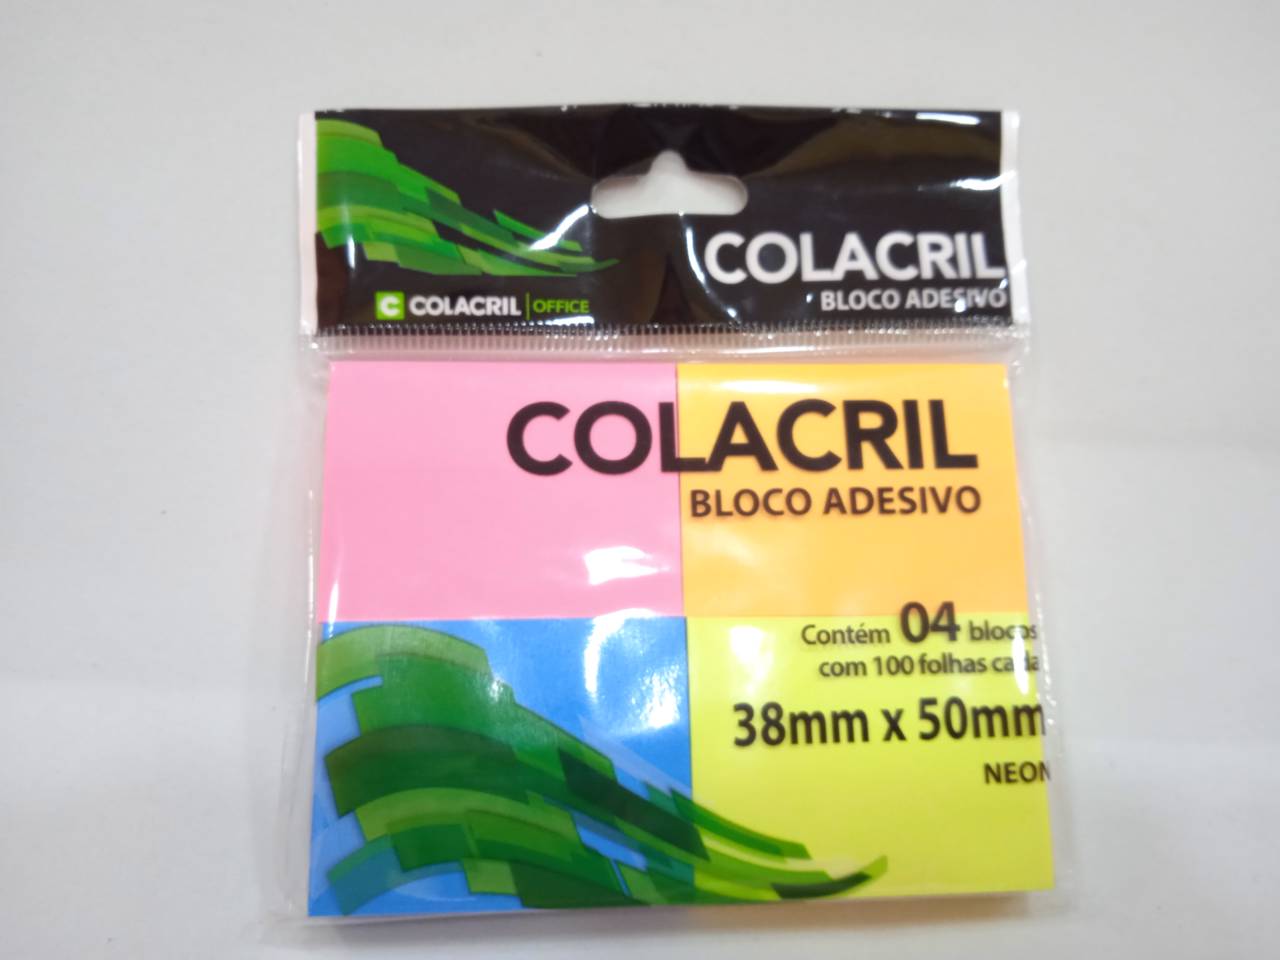 COLACRIL
BLOCO ADESIVO
C COLACRIL | OFFICE
COLACRIL
BLOCO ADESIVO
Contém 04 blocos
com 100 folhas cada
38mm x 50mm
NEON